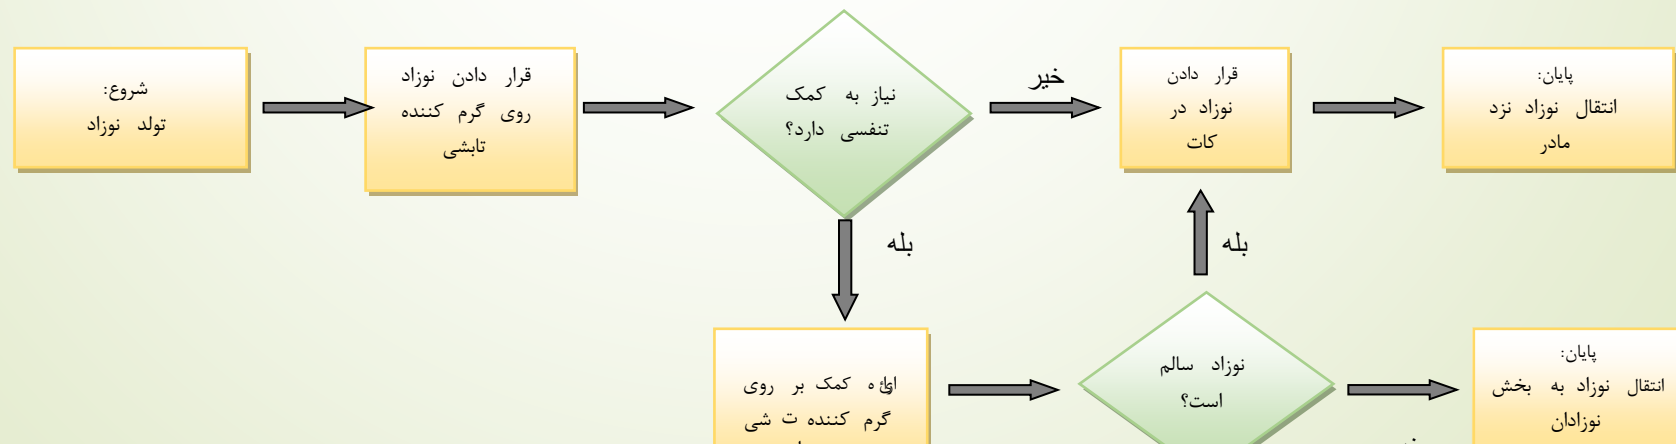 شروع:
تولد نوزاد
قرار دادن نوزاد
روی گرم کننده
تابشی
نیاز به کمک
تنفسی دارد؟
خیر
قرار دادن
نوزاد در
کات
پایان:
انتقال نوزاد نزد
مادر
بله
بله
کمک بر روی
گرم کننده
نوزاد سالم
است؟
پایان:
انتقال نوزاد به بخش
نوزادان